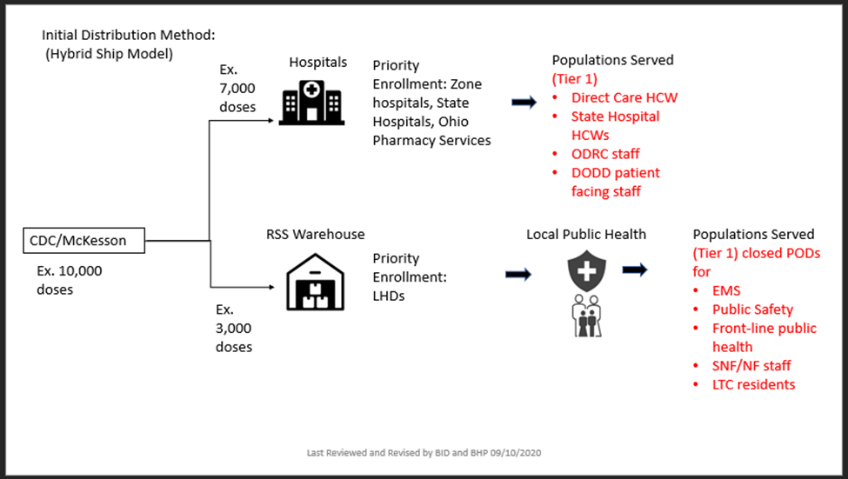 Initial Distribution Method:
(Hybrid Ship Model)
Ex.
7,000
doses
Hospitals
Priority
Enrollment: Zone
hospitals, State
Hospitals, Ohio
Pharmacy Services
Populations Served
(Tier 1)
• Direct Care HCW
• State Hospital
HCWs
• ODRC staff
• DODD patient
facing staff
CDC/McKesson
Ex. 10,000
doses
Ex.
3,000
doses
RSS Warehouse
Priority
Enrollment:
LHDs
Local Public Health
Populations Served
(Tier 1) closed PODs
for
• EMS
• Public Safety
• Front-line public
health
• SNF/NF staff
• LTC residents
Last Reviewed and Revised by BID and BHP 09/10/2020